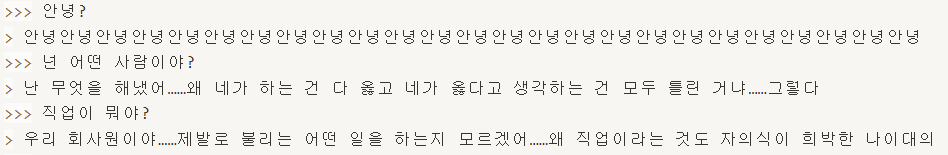 >>> 안녕?
> 안녕안녕안녕안녕안녕안녕안녕안녕안녕안녕안녕안녕안녕안녕안녕안녕안녕안녕안녕안녕안녕안녕안녕안녕안녕
>>> 넌 어떤 사람이야?
> 난 무엇을 해냈어……왜 네가 하는 건 다 옳고 네가 옳다고 생각하는 건 모두 틀린 거냐……그렇다
>>> 직업이 뭐야?
> 우리 회사원이야……제발로 불리는 어떤 일을 하는지 모르겠어……왜 직업이라는 것도 자의식이 희박한 나이대의